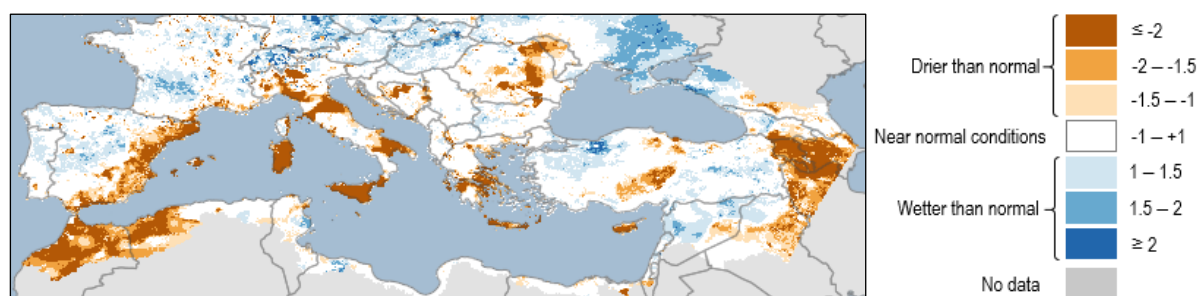 ≤ -2
Drier than normal
-2 – -1.5
-1.5 – -1
Near normal conditions
-1 – +1
1 – 1.5
Wetter than normal
1.5 – 2
≥ 2
No data